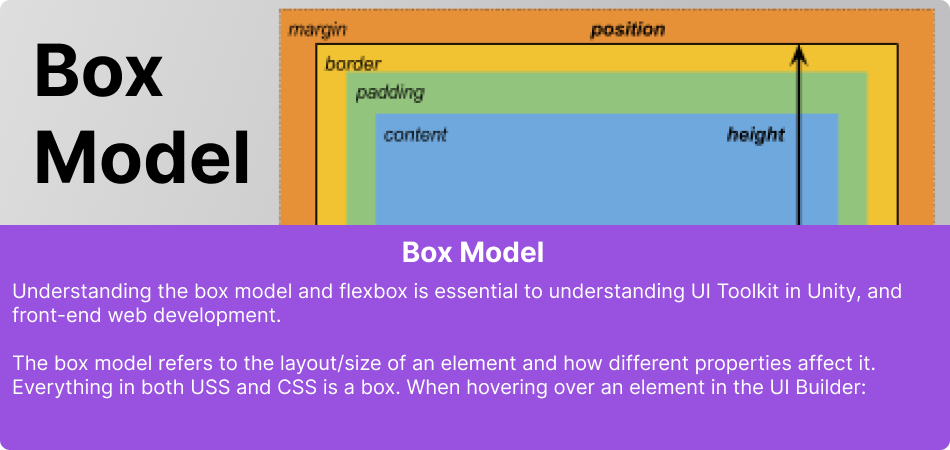 Box
Model
margin
position
border
padding
content
height
Box Model
Understanding the box model and flexbox is essential to understanding UI Toolkit in Unity, and
front-end web development.
The box model refers to the layout/size of an element and how different properties affect it.
Everything in both USS and CSS is a box. When hovering over an element in the UI Builder: